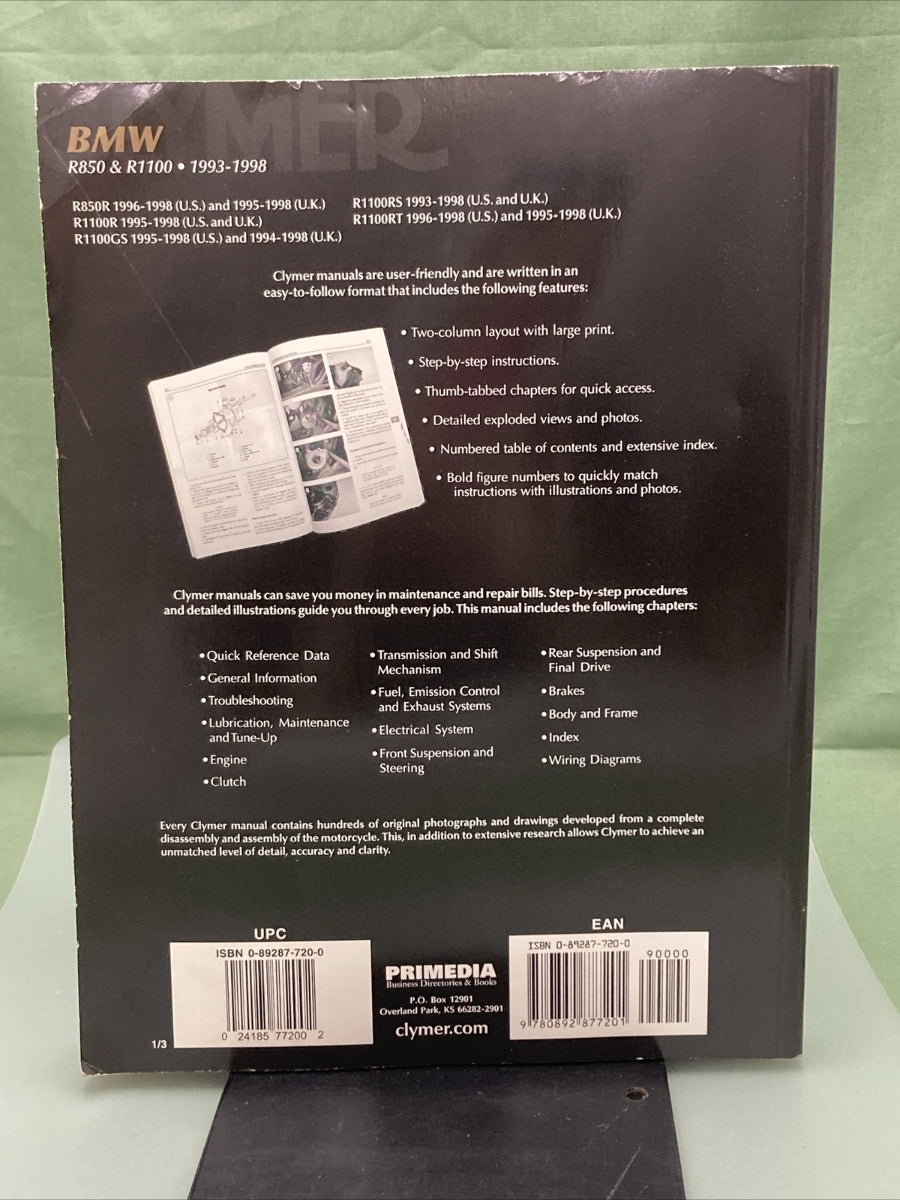 CLYMER
BMW
R850 & R1100 • 1993-1998
R850R 1996-1998 (U.S.) and 1995-1998 (U.K.)
R1100R 1995-1998 (U.S. and U.K.)
R1100GS 1995-1998 (U.S.) and 1994-1998 (U.K.)
R1100RS 1993-1998 (U.S. and U.K.)
R1100RT 1996-1998 (U.S.) and 1995-1998 (U.K.)
Clymer manuals are user-friendly and are written in an
easy-to-follow format that includes the following features:
• Two-column layout with large print.
• Step-by-step instructions.
• Thumb-tabbed chapters for quick access.
• Detailed exploded views and photos.
• Numbered table of contents and extensive index.
• Bold figure numbers to quickly match
instructions with illustrations and photos.
Clymer manuals can save you money in maintenance and repair bills. Step-by-step procedures
and detailed illustrations guide you through every job. This manual includes the following chapters:
• Quick Reference Data
• General Information
• Troubleshooting
• Lubrication, Maintenance
and Tune-Up
• Engine
• Clutch
• Transmission and Shift
Mechanism
• Fuel, Emission Control
and Exhaust Systems
• Electrical System
• Front Suspension and
Steering
• Rear Suspension and
Final Drive
• Brakes
• Body and Frame
• Index
• Wiring Diagrams
Every Clymer manual contains hundreds of original photographs and drawings developed from a complete
disassembly and assembly of the motorcycle. This, in addition to extensive research allows Clymer to achieve an
unmatched level of detail, accuracy and clarity.
UPC
ISBN 0-89287-720-0
0 24185 77200 2
1/3
PRIMEDIA
Business Directories & Books
P.O. Box 12901
Overland Park, KS 66282-2901
clymer.com
EAN
ISBN 0-89287-720-0
90000
9 780892 877201